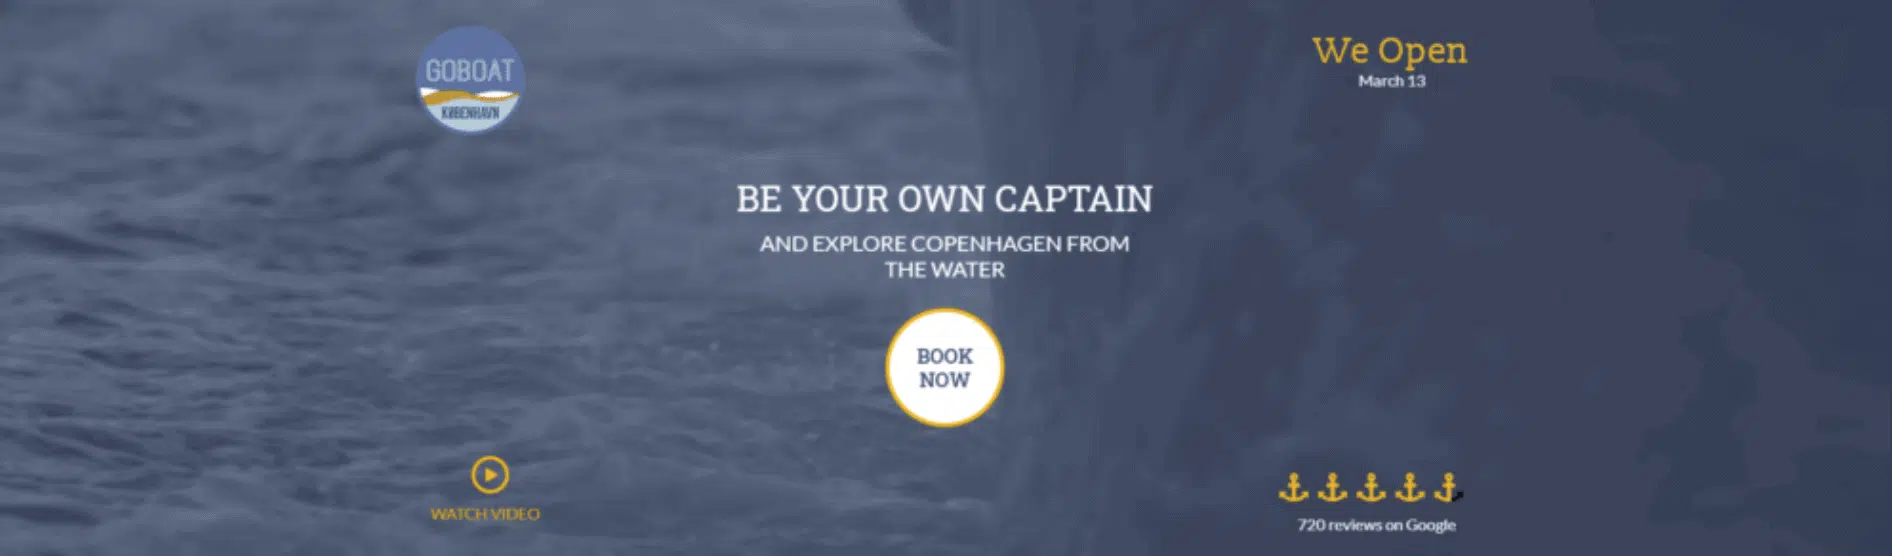 GOBOAT
KØBENHAVN
We Open
March 13
BE YOUR OWN CAPTAIN
AND EXPLORE COPENHAGEN FROM
THE WATER
BOOK
NOW
WATCH VIDEO
720 reviews on Google